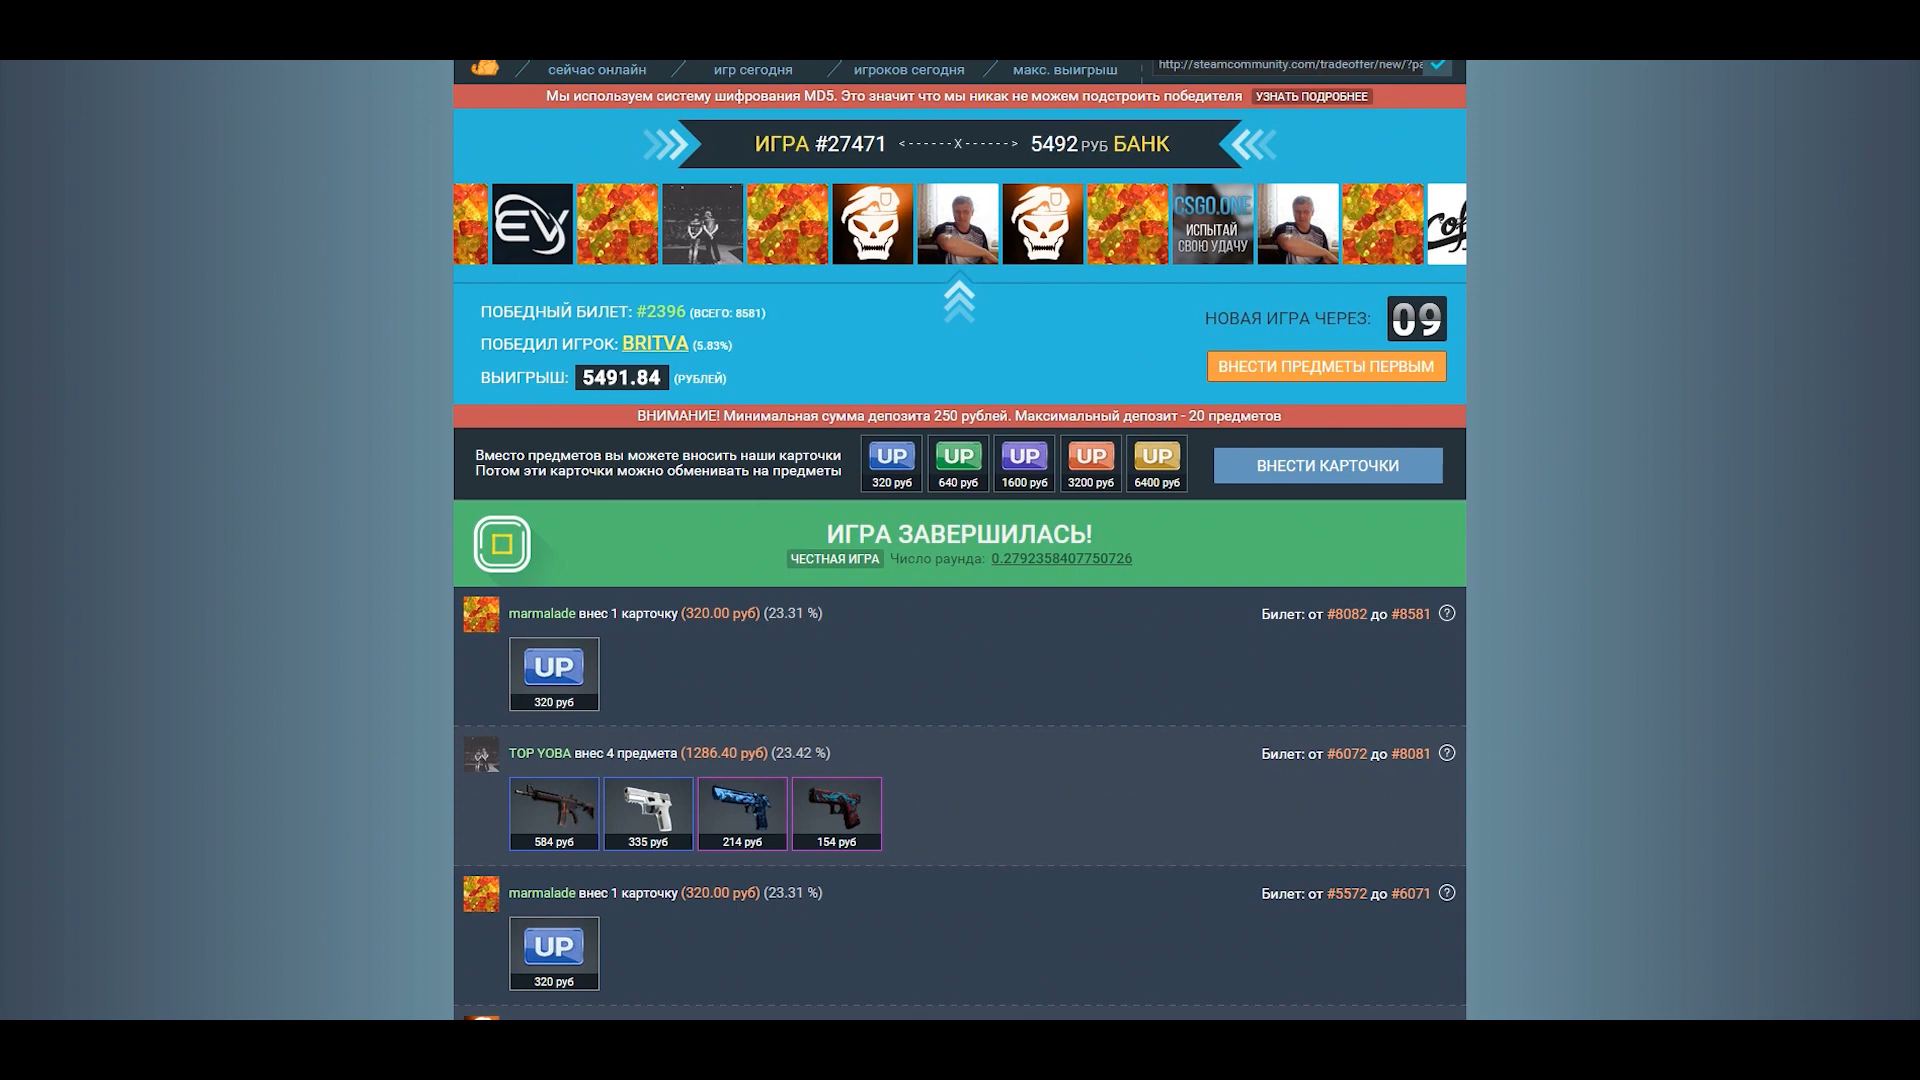 сейчас онлайн
игр сегодня
игроков сегодня
макс. выигрыш
http://steamcommunity.com/tradeoffer/new/?pa
Мы используем систему шифрования MD5. Это значит что мы никак не можем подстроить победителя УЗНАТЬ ПОДРОБНЕЕ
ИГРА #27471 <------X------> 5492 РУБ БАНК
EV
CSGO.ONE
ИСПЫТАЙ
СВОЮ УДАЧУ
ПОБЕДНЫЙ БИЛЕТ: #2396 (ВСЕГО: 8581)
ПОБЕДИЛ ИГРОК: BRITVA (5.83%)
ВЫИГРЫШ: 5491.84 (РУБЛЕЙ)
НОВАЯ ИГРА ЧЕРЕЗ: 09
ВНЕСТИ ПРЕДМЕТЫ ПЕРВЫМ
ВНИМАНИЕ! Минимальная сумма депозита 250 рублей. Максимальный депозит - 20 предметов
Вместо предметов вы можете вносить наши карточки
Потом эти карточки можно обменивать на предметы
UP UP UP UP UP
320 руб 640 руб 1600 руб 3200 руб 6400 руб
ВНЕСТИ КАРТОЧКИ
ИГРА ЗАВЕРШИЛАСЬ!
ЧЕСТНАЯ ИГРА Число раунда: 0.2792358407750726
marmalade внес 1 карточку (320.00 руб) (23.31 %)
Билет: от #8082 до #8581 ?
UP
320 руб
TOP YOBA внес 4 предмета (1286.40 руб) (23.42 %)
Билет: от #6072 до #8081 ?
584 руб 335 руб 214 руб 154 руб
marmalade внес 1 карточку (320.00 руб) (23.31 %)
Билет: от #5572 до #6071 ?
UP
320 руб